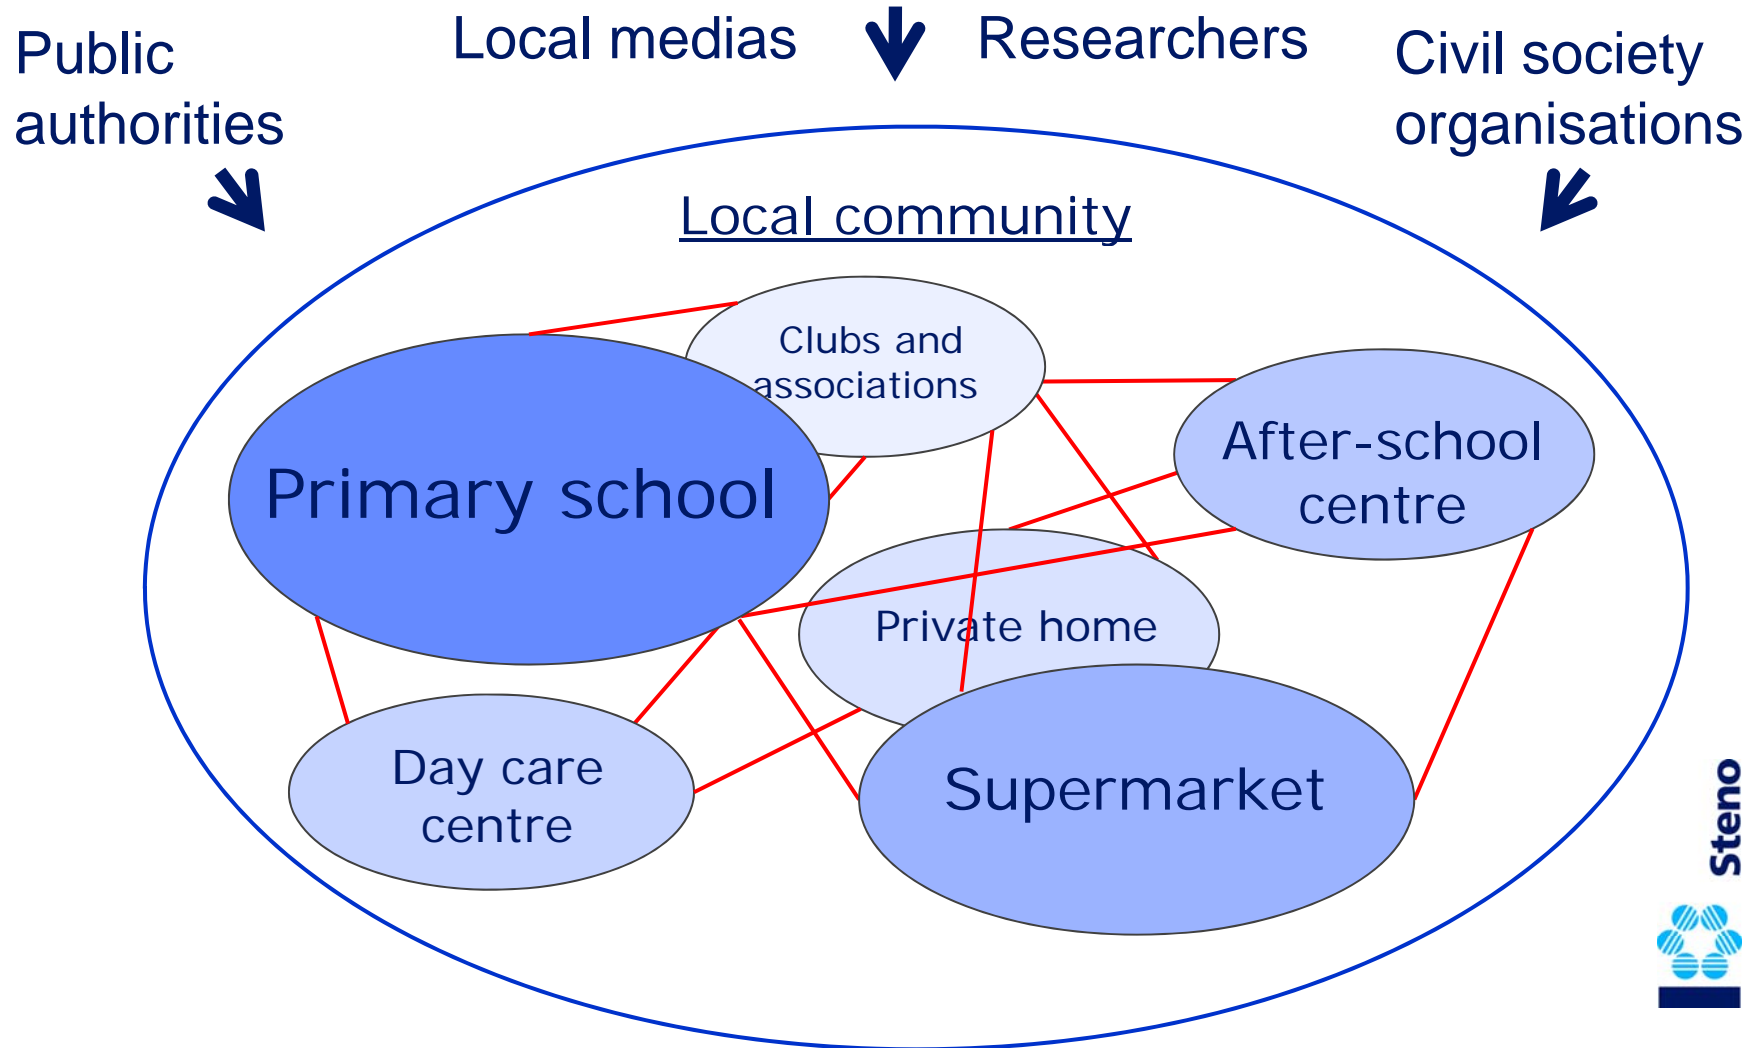 Public
authorities
Local medias
Researchers
Civil society
organisations
Local community
Clubs and
associations
Primary school
After-school
centre
Private home
Day care
centre
Supermarket
Steno